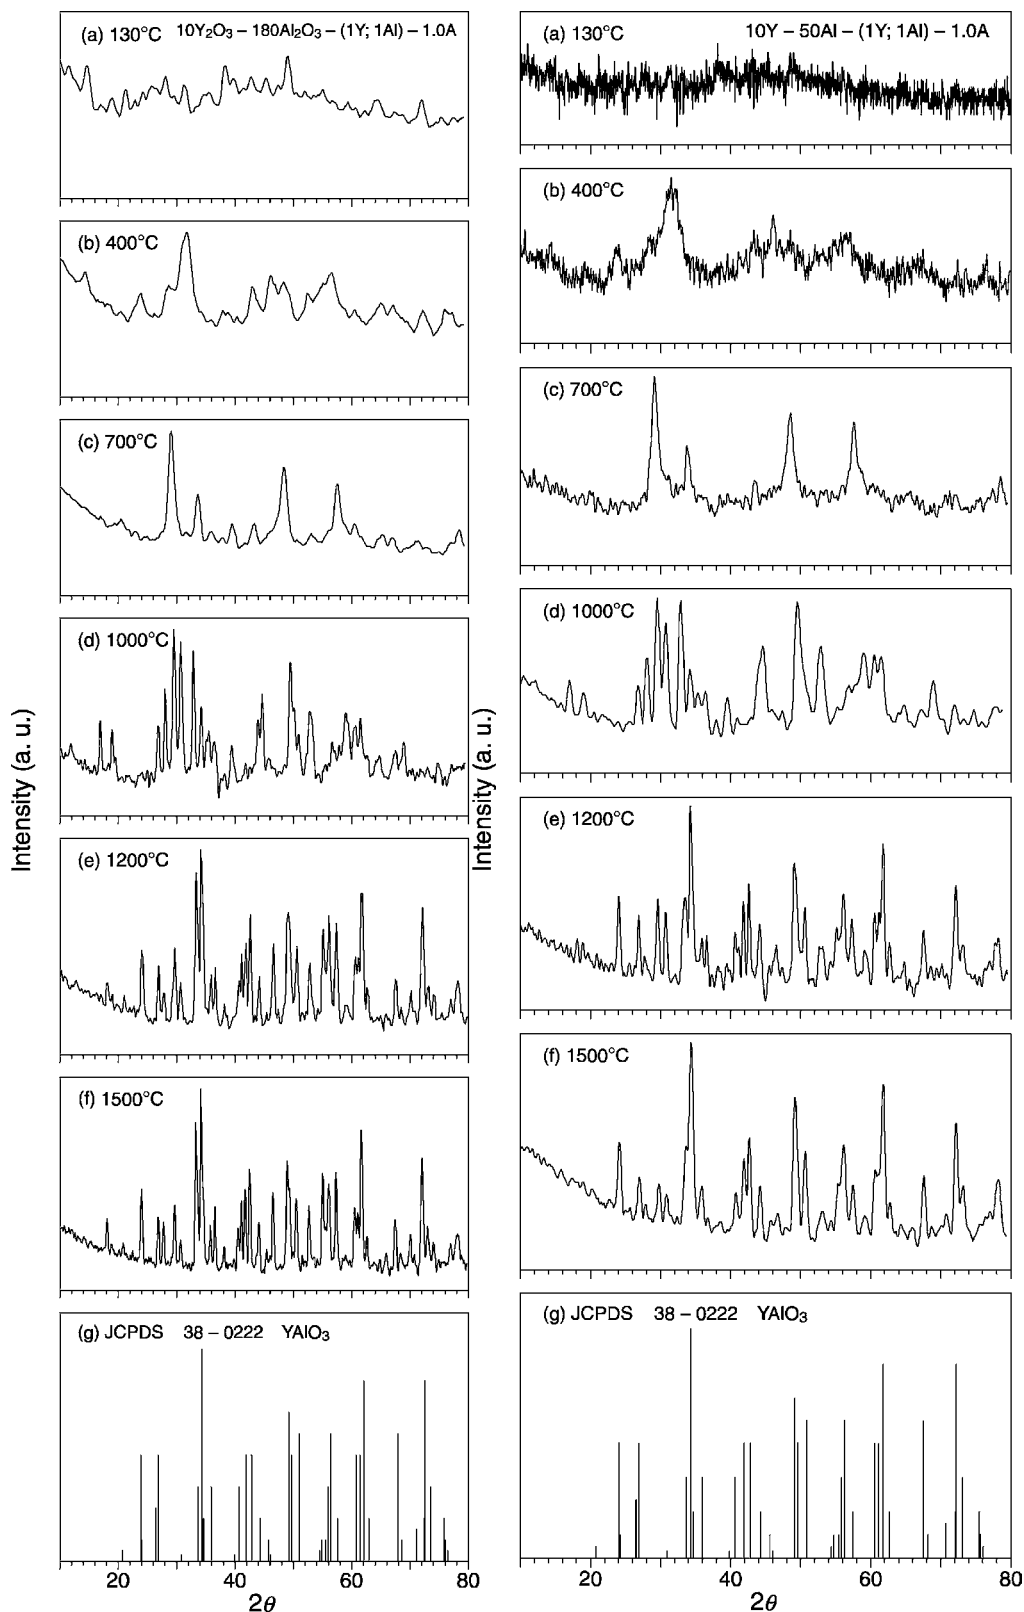 (a) 130°C 10Y₂O₃ – 180Al₂O₃ – (1Y; 1Al) – 1.0A
(b) 400°C
(c) 700°C
(d) 1000°C
(e) 1200°C
(f) 1500°C
(g) JCPDS 38 – 0222 YAlO₃
Intensity (a. u.)
20 40 60 80
2θ
(a) 130°C 10Y – 50Al – (1Y; 1Al) – 1.0A
(b) 400°C
(c) 700°C
(d) 1000°C
(e) 1200°C
(f) 1500°C
(g) JCPDS 38 – 0222 YAlO₃
Intensity (a. u.)
20 40 60 80
2θ